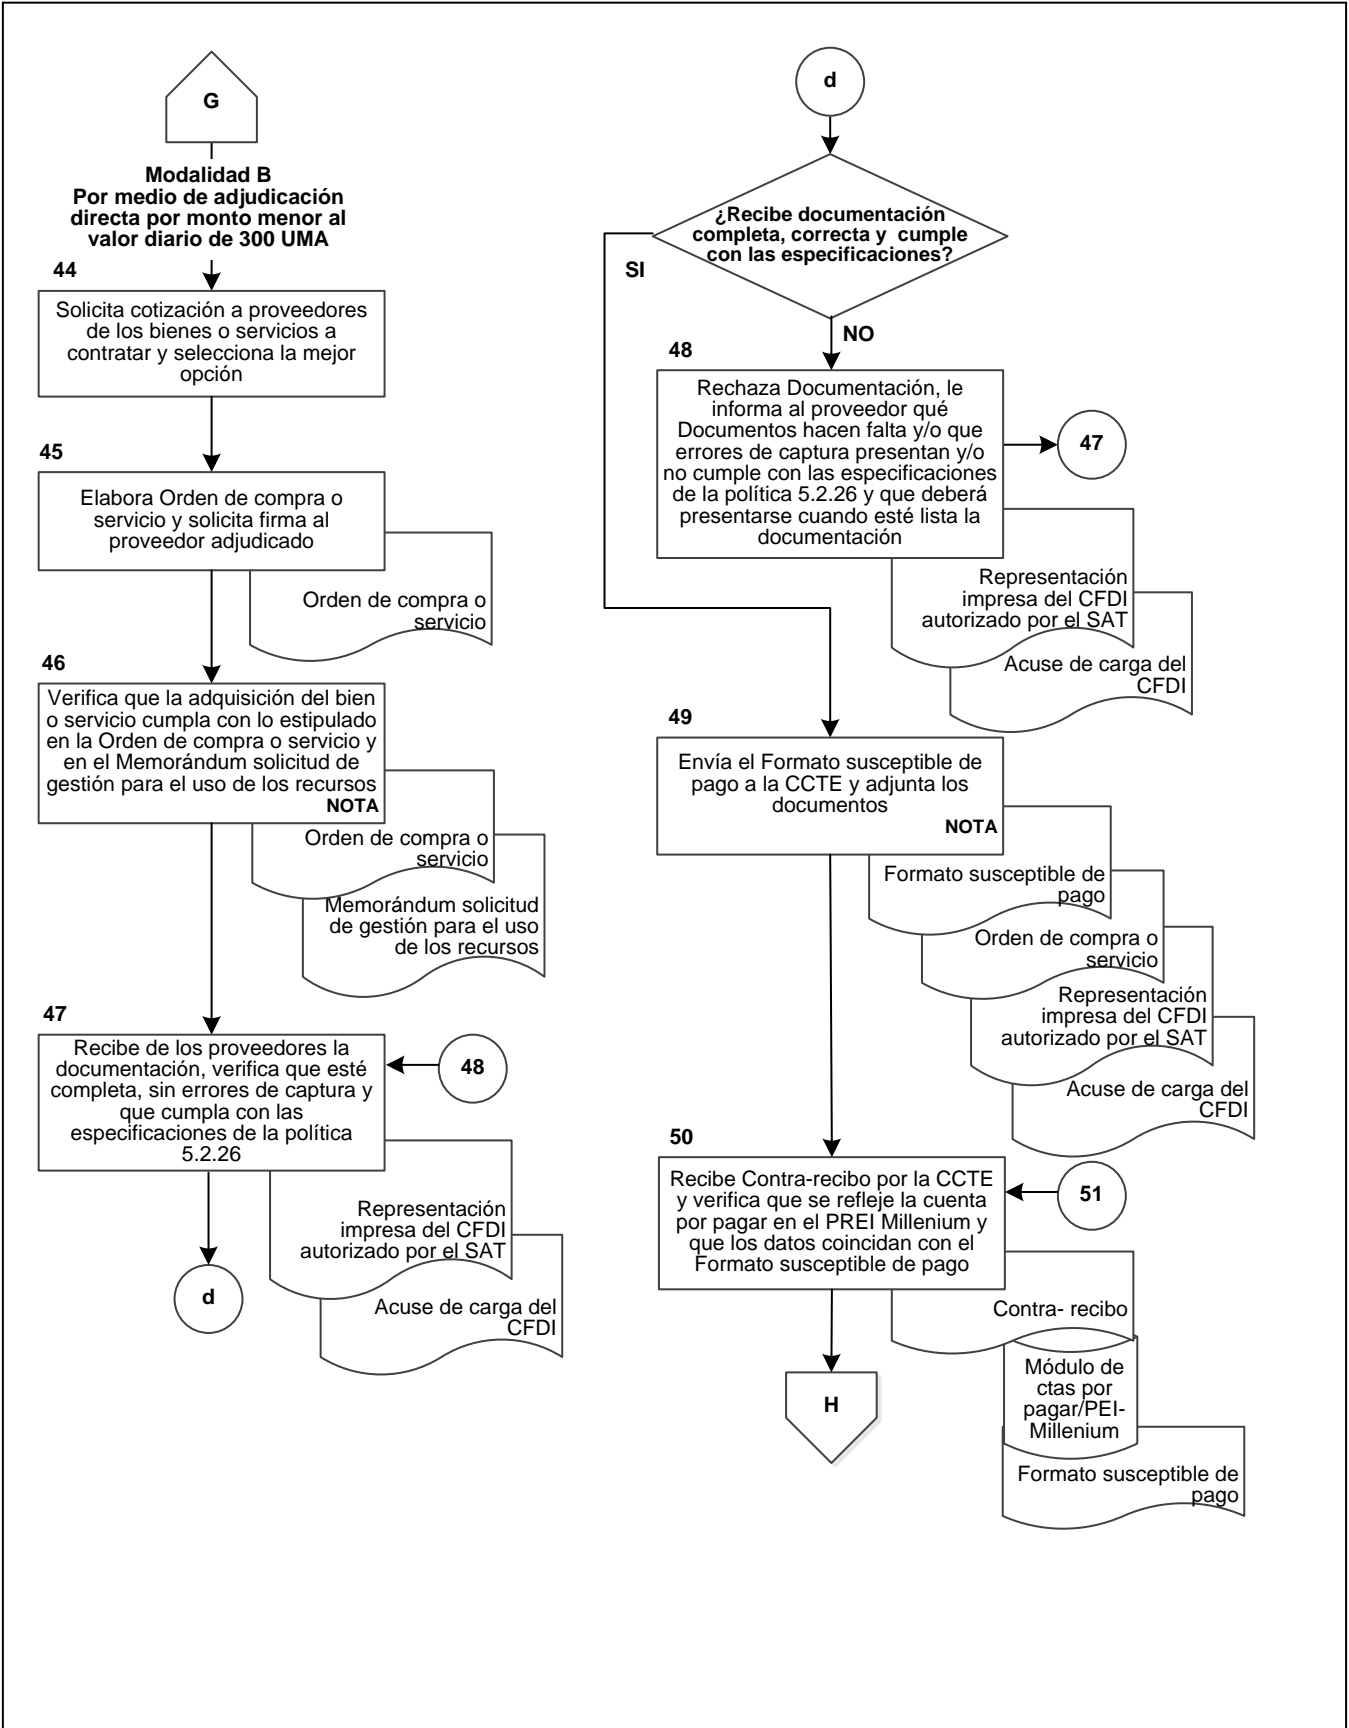 G
Modalidad B
Por medio de adjudicación
directa por monto menor al
valor diario de 300 UMA
44
Solicita cotización a proveedores
de los bienes o servicios a
contratar y selecciona la mejor
opción
45
Elabora Orden de compra o
servicio y solicita firma al
proveedor adjudicado
Orden de compra o
servicio
46
Verifica que la adquisición del bien
o servicio cumpla con lo estipulado
en la Orden de compra o servicio y
en el Memorándum solicitud de
gestión para el uso de los recursos
NOTA
Orden de compra o
servicio
Memorándum solicitud
de gestión para el uso
de los recursos
47
Recibe de los proveedores la
documentación, verifica que esté
completa, sin errores de captura y
que cumpla con las
especificaciones de la política
5.2.26
48
Representación
impresa del CFDI
autorizado por el SAT
Acuse de carga del
CFDI
d
d
¿Recibe documentación
completa, correcta y cumple
con las especificaciones?
SI
NO
48
Rechaza Documentación, le
informa al proveedor qué
Documentos hacen falta y/o que
errores de captura presentan y/o
no cumple con las especificaciones
de la política 5.2.26 y que deberá
presentarse cuando esté lista la
documentación
47
Representación
impresa del CFDI
autorizado por el SAT
Acuse de carga del
CFDI
49
Envía el Formato susceptible de
pago a la CCTE y adjunta los
documentos
NOTA
Formato susceptible de
pago
Orden de compra o
servicio
Representación
impresa del CFDI
autorizado por el SAT
Acuse de carga del
CFDI
50
Recibe Contra-recibo por la CCTE
y verifica que se refleje la cuenta
por pagar en el PREI Millenium y
que los datos coincidan con el
Formato susceptible de pago
51
Contra- recibo
Módulo de
ctas por
pagar/PEI-
Millenium
Formato susceptible de
pago
H